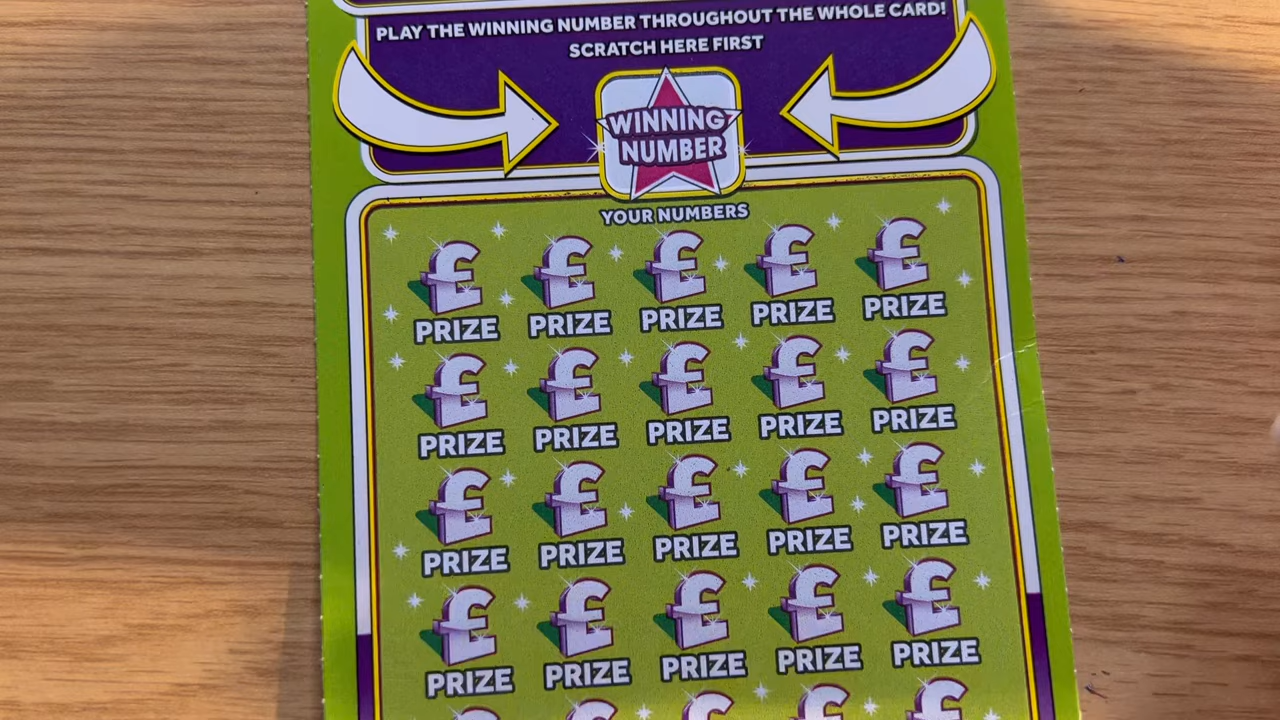 PLAY THE WINNING NUMBER THROUGHOUT THE WHOLE CARD!
SCRATCH HERE FIRST
WINNING
NUMBER
YOUR NUMBERS
£ £ £ £ £
PRIZE PRIZE PRIZE PRIZE PRIZE
£ £ £ £ £
PRIZE PRIZE PRIZE PRIZE PRIZE
£ £ £ £ £
PRIZE PRIZE PRIZE PRIZE PRIZE
£ £ £ £ £
PRIZE PRIZE PRIZE PRIZE PRIZE
£ £ £ £ £